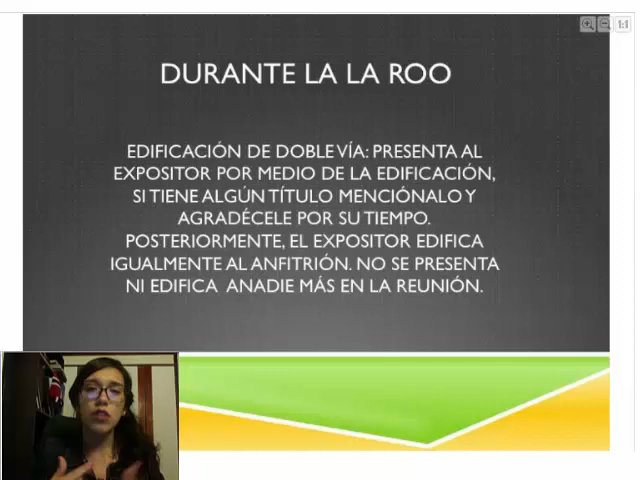 DURANTE LA LA ROO
EDIFICACIÓN DE DOBLE VÍA: PRESENTA AL
EXPOSITOR POR MEDIO DE LA EDIFICACIÓN,
SI TIENE ALGÚN TÍTULO MENCIÓNALO Y
AGRADÉCELE POR SU TIEMPO.
POSTERIORMENTE, EL EXPOSITOR EDIFICA
IGUALMENTE AL ANFITRIÓN. NO SE PRESENTA
NI EDIFICA ANADIE MÁS EN LA REUNIÓN.
1:1